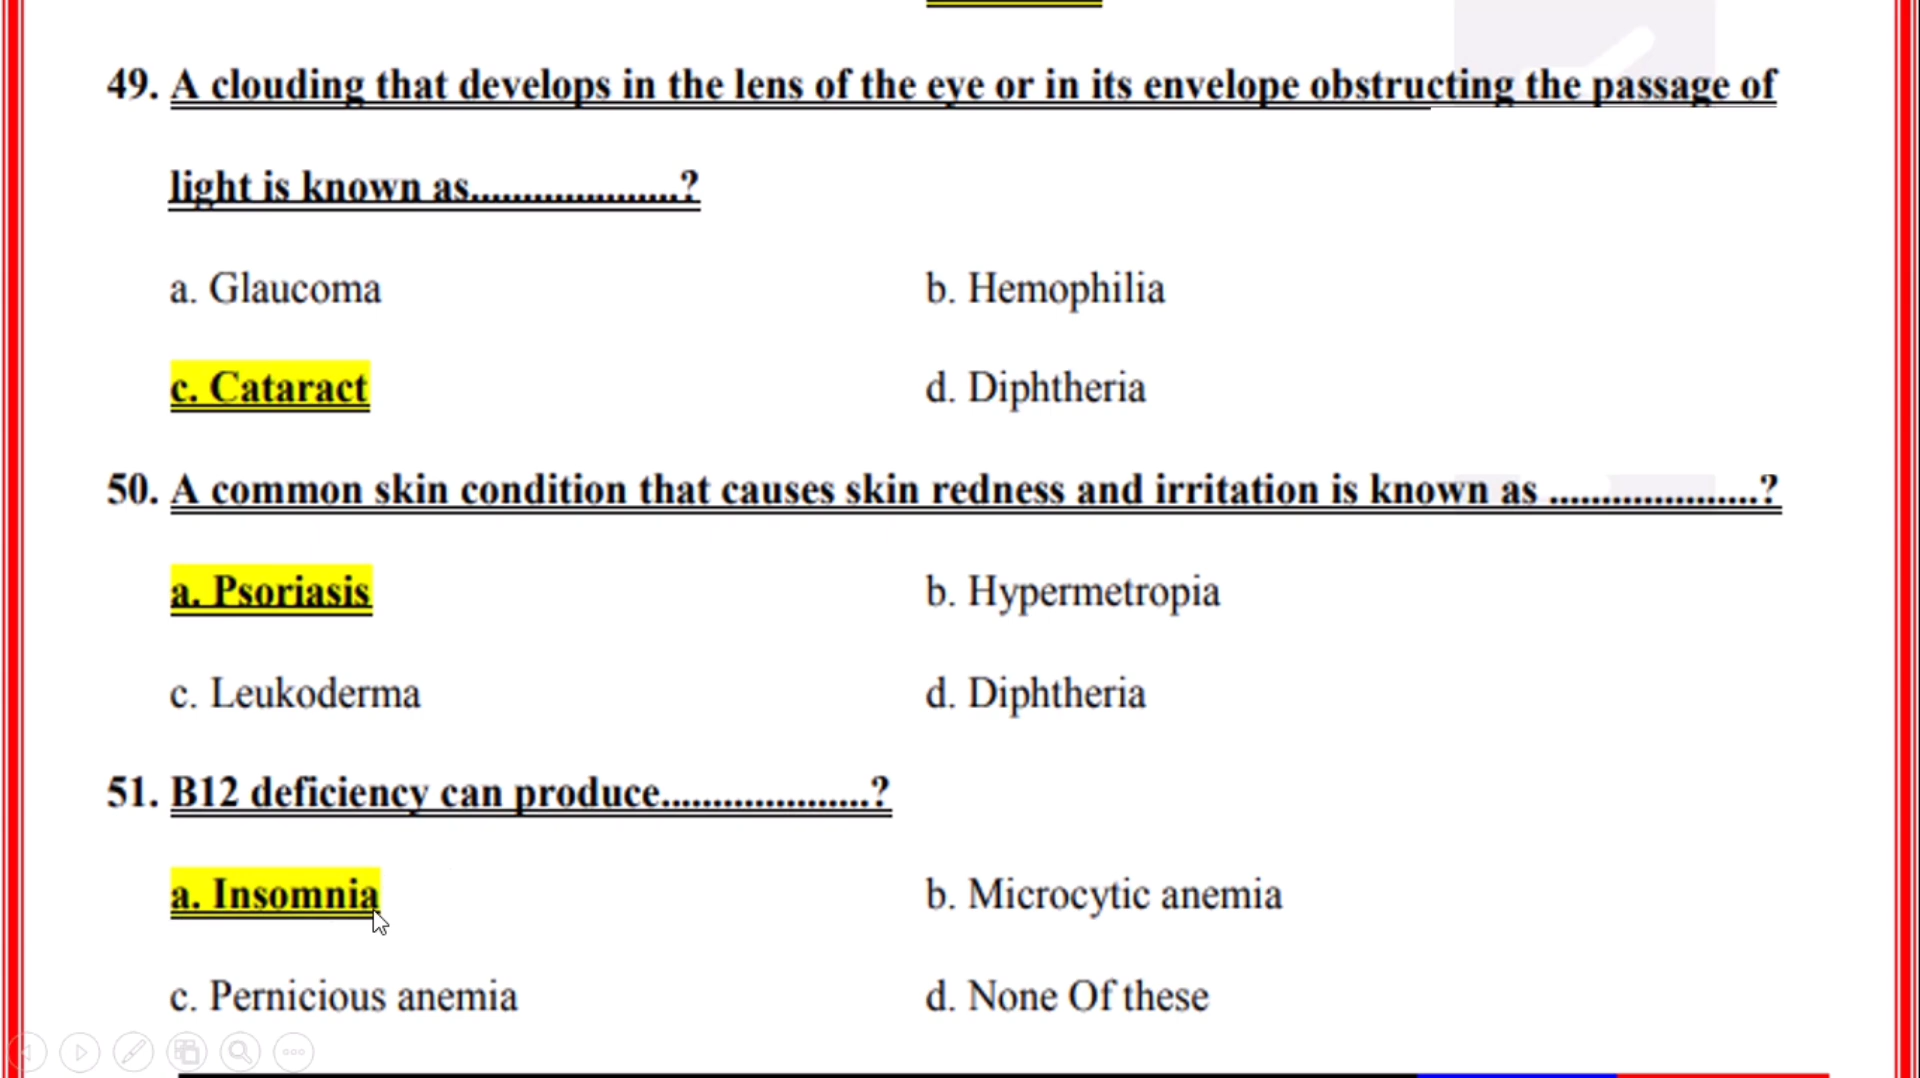 49. A clouding that develops in the lens of the eye or in its envelope obstructing the passage of
light is known as....................?
a. Glaucoma b. Hemophilia
c. Cataract d. Diphtheria
50. A common skin condition that causes skin redness and irritation is known as ....................?
a. Psoriasis b. Hypermetropia
c. Leukoderma d. Diphtheria
51. B12 deficiency can produce....................?
a. Insomnia b. Microcytic anemia
c. Pernicious anemia d. None Of these